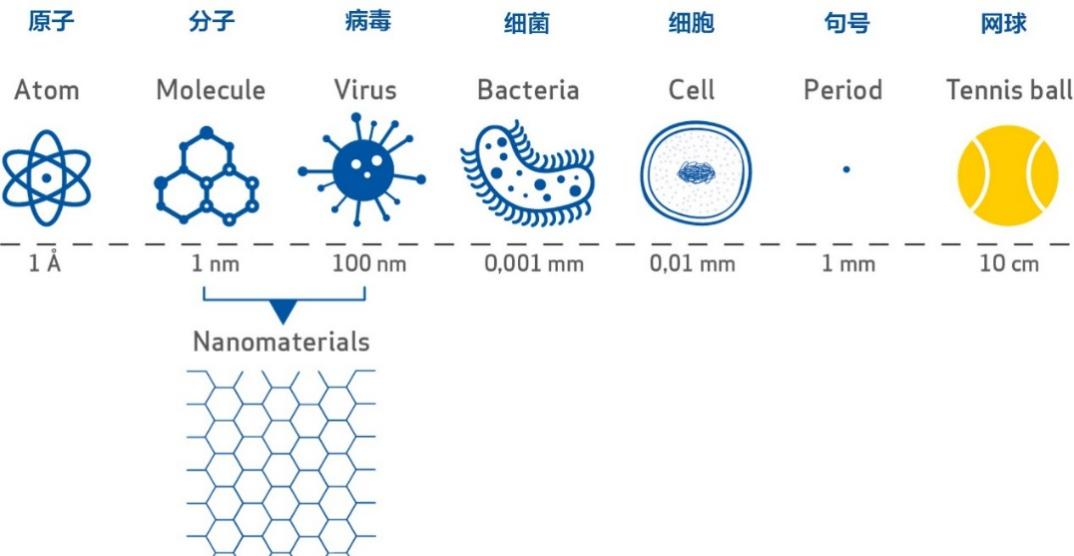 原子 分子 病毒 细菌 细胞 句号 网球
Atom Molecule Virus Bacteria Cell Period Tennis ball
1 Å 1 nm 100 nm 0,001 mm 0,01 mm 1 mm 10 cm
Nanomaterials